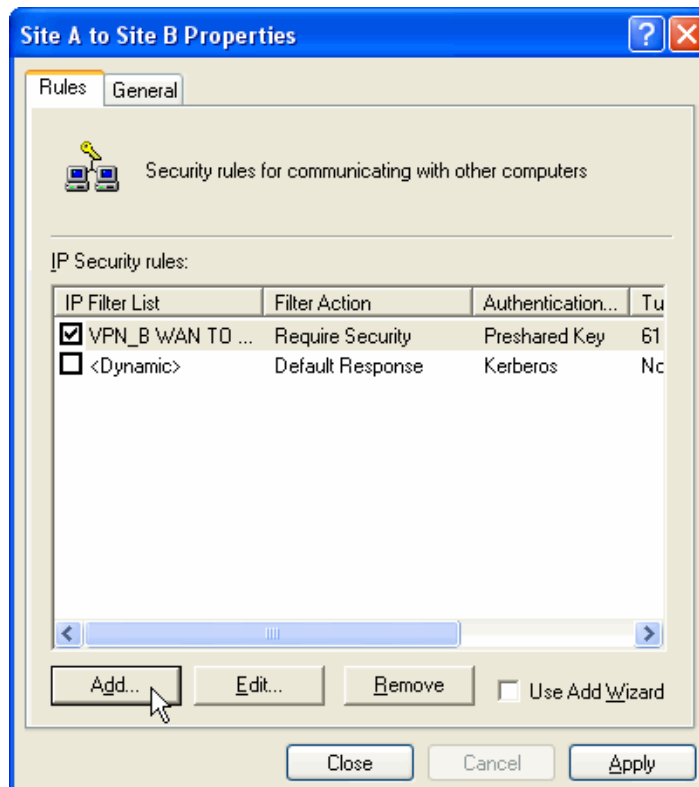 Site A to Site B Properties
Rules General
Security rules for communicating with other computers
IP Security rules:
IP Filter List Filter Action Authentication... Tu
VPN_B WAN TO ... Require Security Preshared Key 61
<Dynamic> Default Response Kerberos No
Add... Edit... Remove Use Add Wizard
Close Cancel Apply